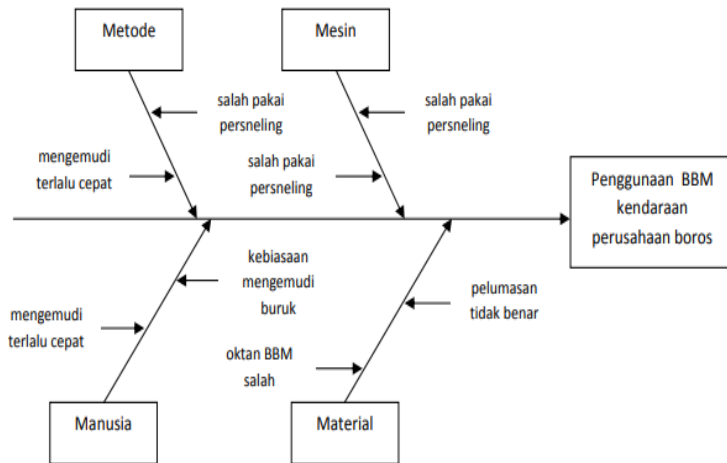 Metode
Mesin
salah pakai
persneling
salah pakai
persneling
mengemudi
terlalu cepat
salah pakai
persneling
Penggunaan BBM
kendaraan
perusahaan boros
kebiasaan
mengemudi
buruk
mengemudi
terlalu cepat
pelumasan
tidak benar
oktan BBM
salah
Manusia
Material